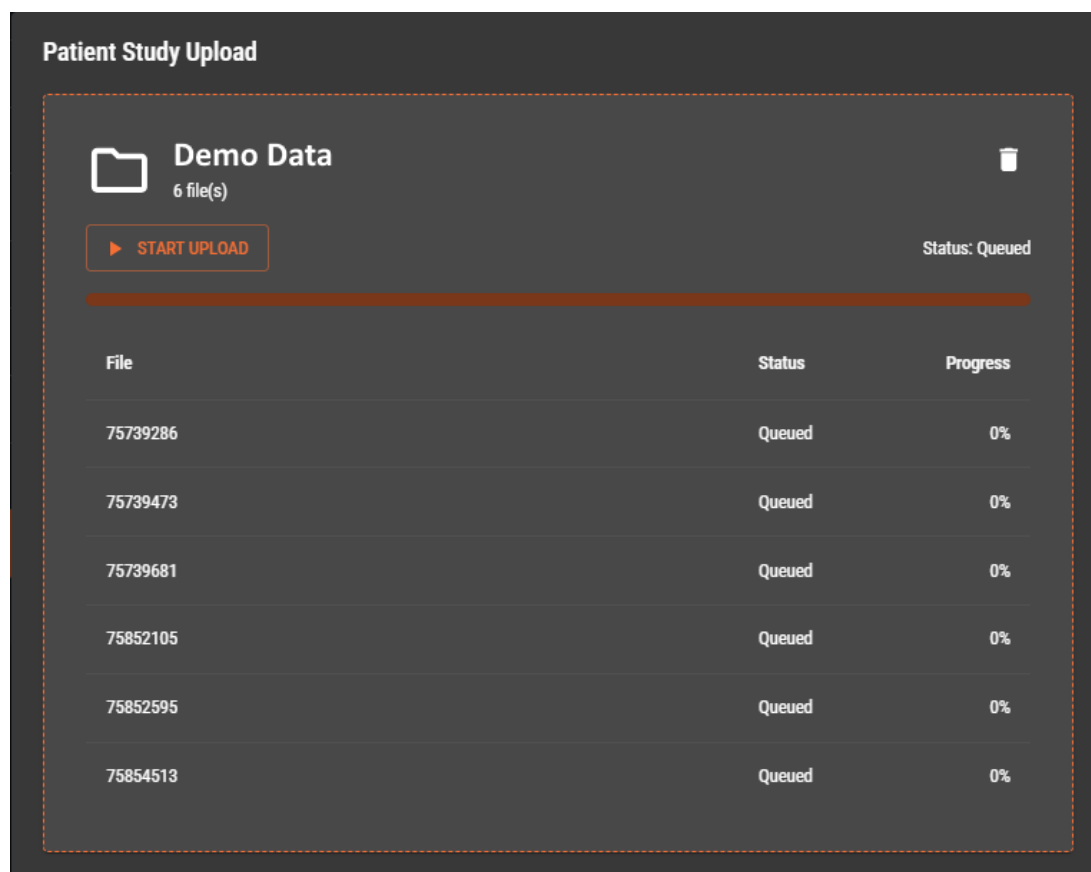 Patient Study Upload
Demo Data
6 file(s)
START UPLOAD Status: Queued
File Status Progress
75739286 Queued 0%
75739473 Queued 0%
75739681 Queued 0%
75852105 Queued 0%
75852595 Queued 0%
75854513 Queued 0%